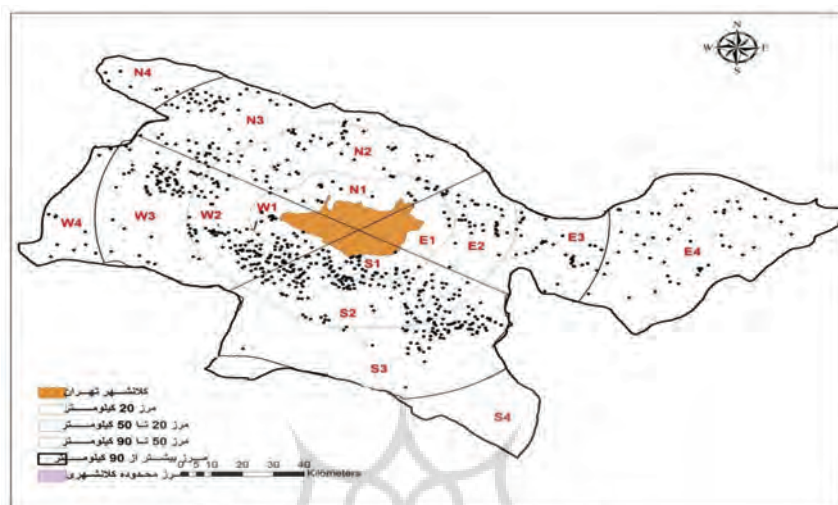 N
W E
S
N4
N3
N2
N1
W4
W3
W2
W1
E1
E2
E3
E4
S1
S2
S3
S4
کلانشهر تهران
مرز 20 کیلومتر
مرز 20 تا 50 کیلومتر
مرز 50 تا 90 کیلومتر
مرز بیشتر از 90 کیلومتر
مرز محدوده کلانشهری
0 5 10 20 30 40
Kilometers